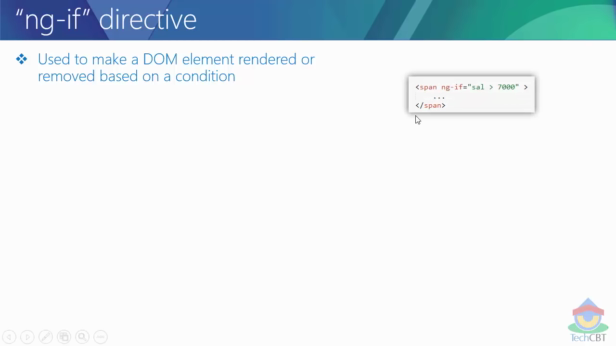 “ng-if” directive
Used to make a DOM element rendered or
removed based on a condition
<span ng-if="sal > 7000" >
...
</span>
TechCBT